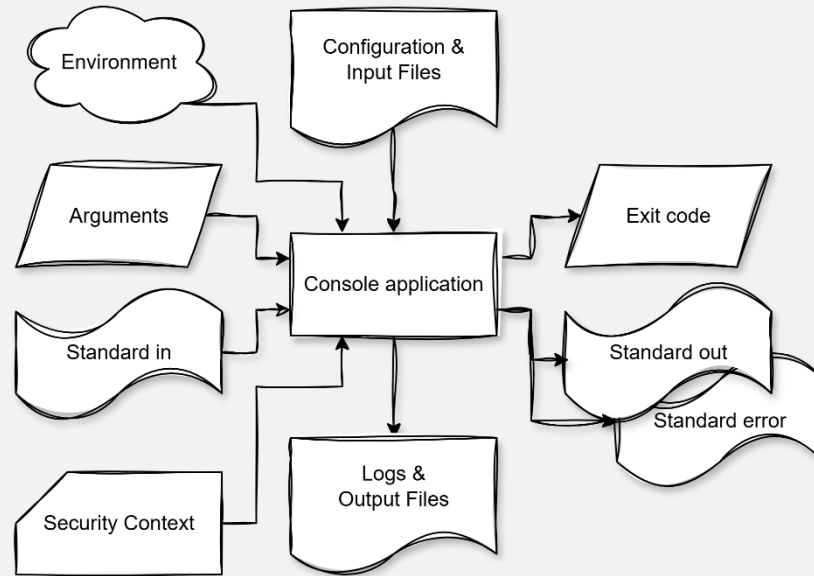 Environment
Configuration &
Input Files
Arguments
Exit code
Console application
Standard in
Standard out
Standard error
Logs &
Output Files
Security Context